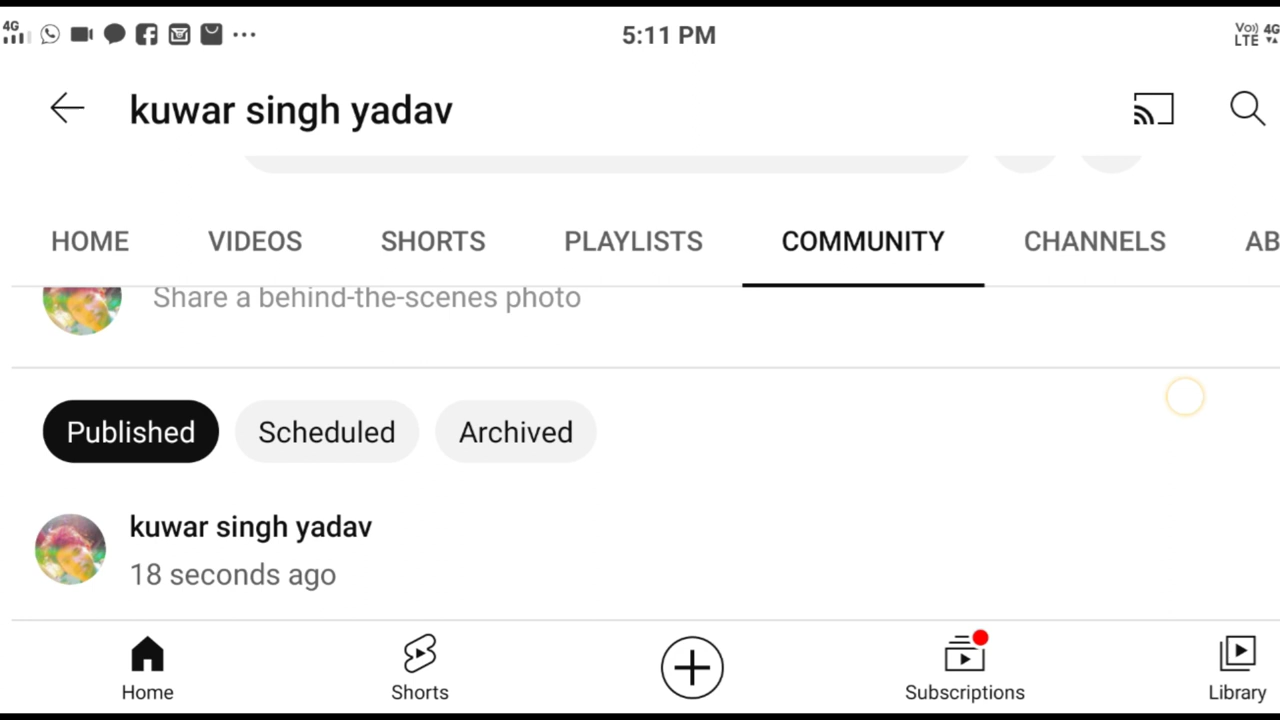 4G 5:11 PM Vo)) LTE 4G
kuwar singh yadav
HOME VIDEOS SHORTS PLAYLISTS COMMUNITY CHANNELS AB
Share a behind-the-scenes photo
Published Scheduled Archived
kuwar singh yadav
18 seconds ago
Home Shorts Subscriptions Library